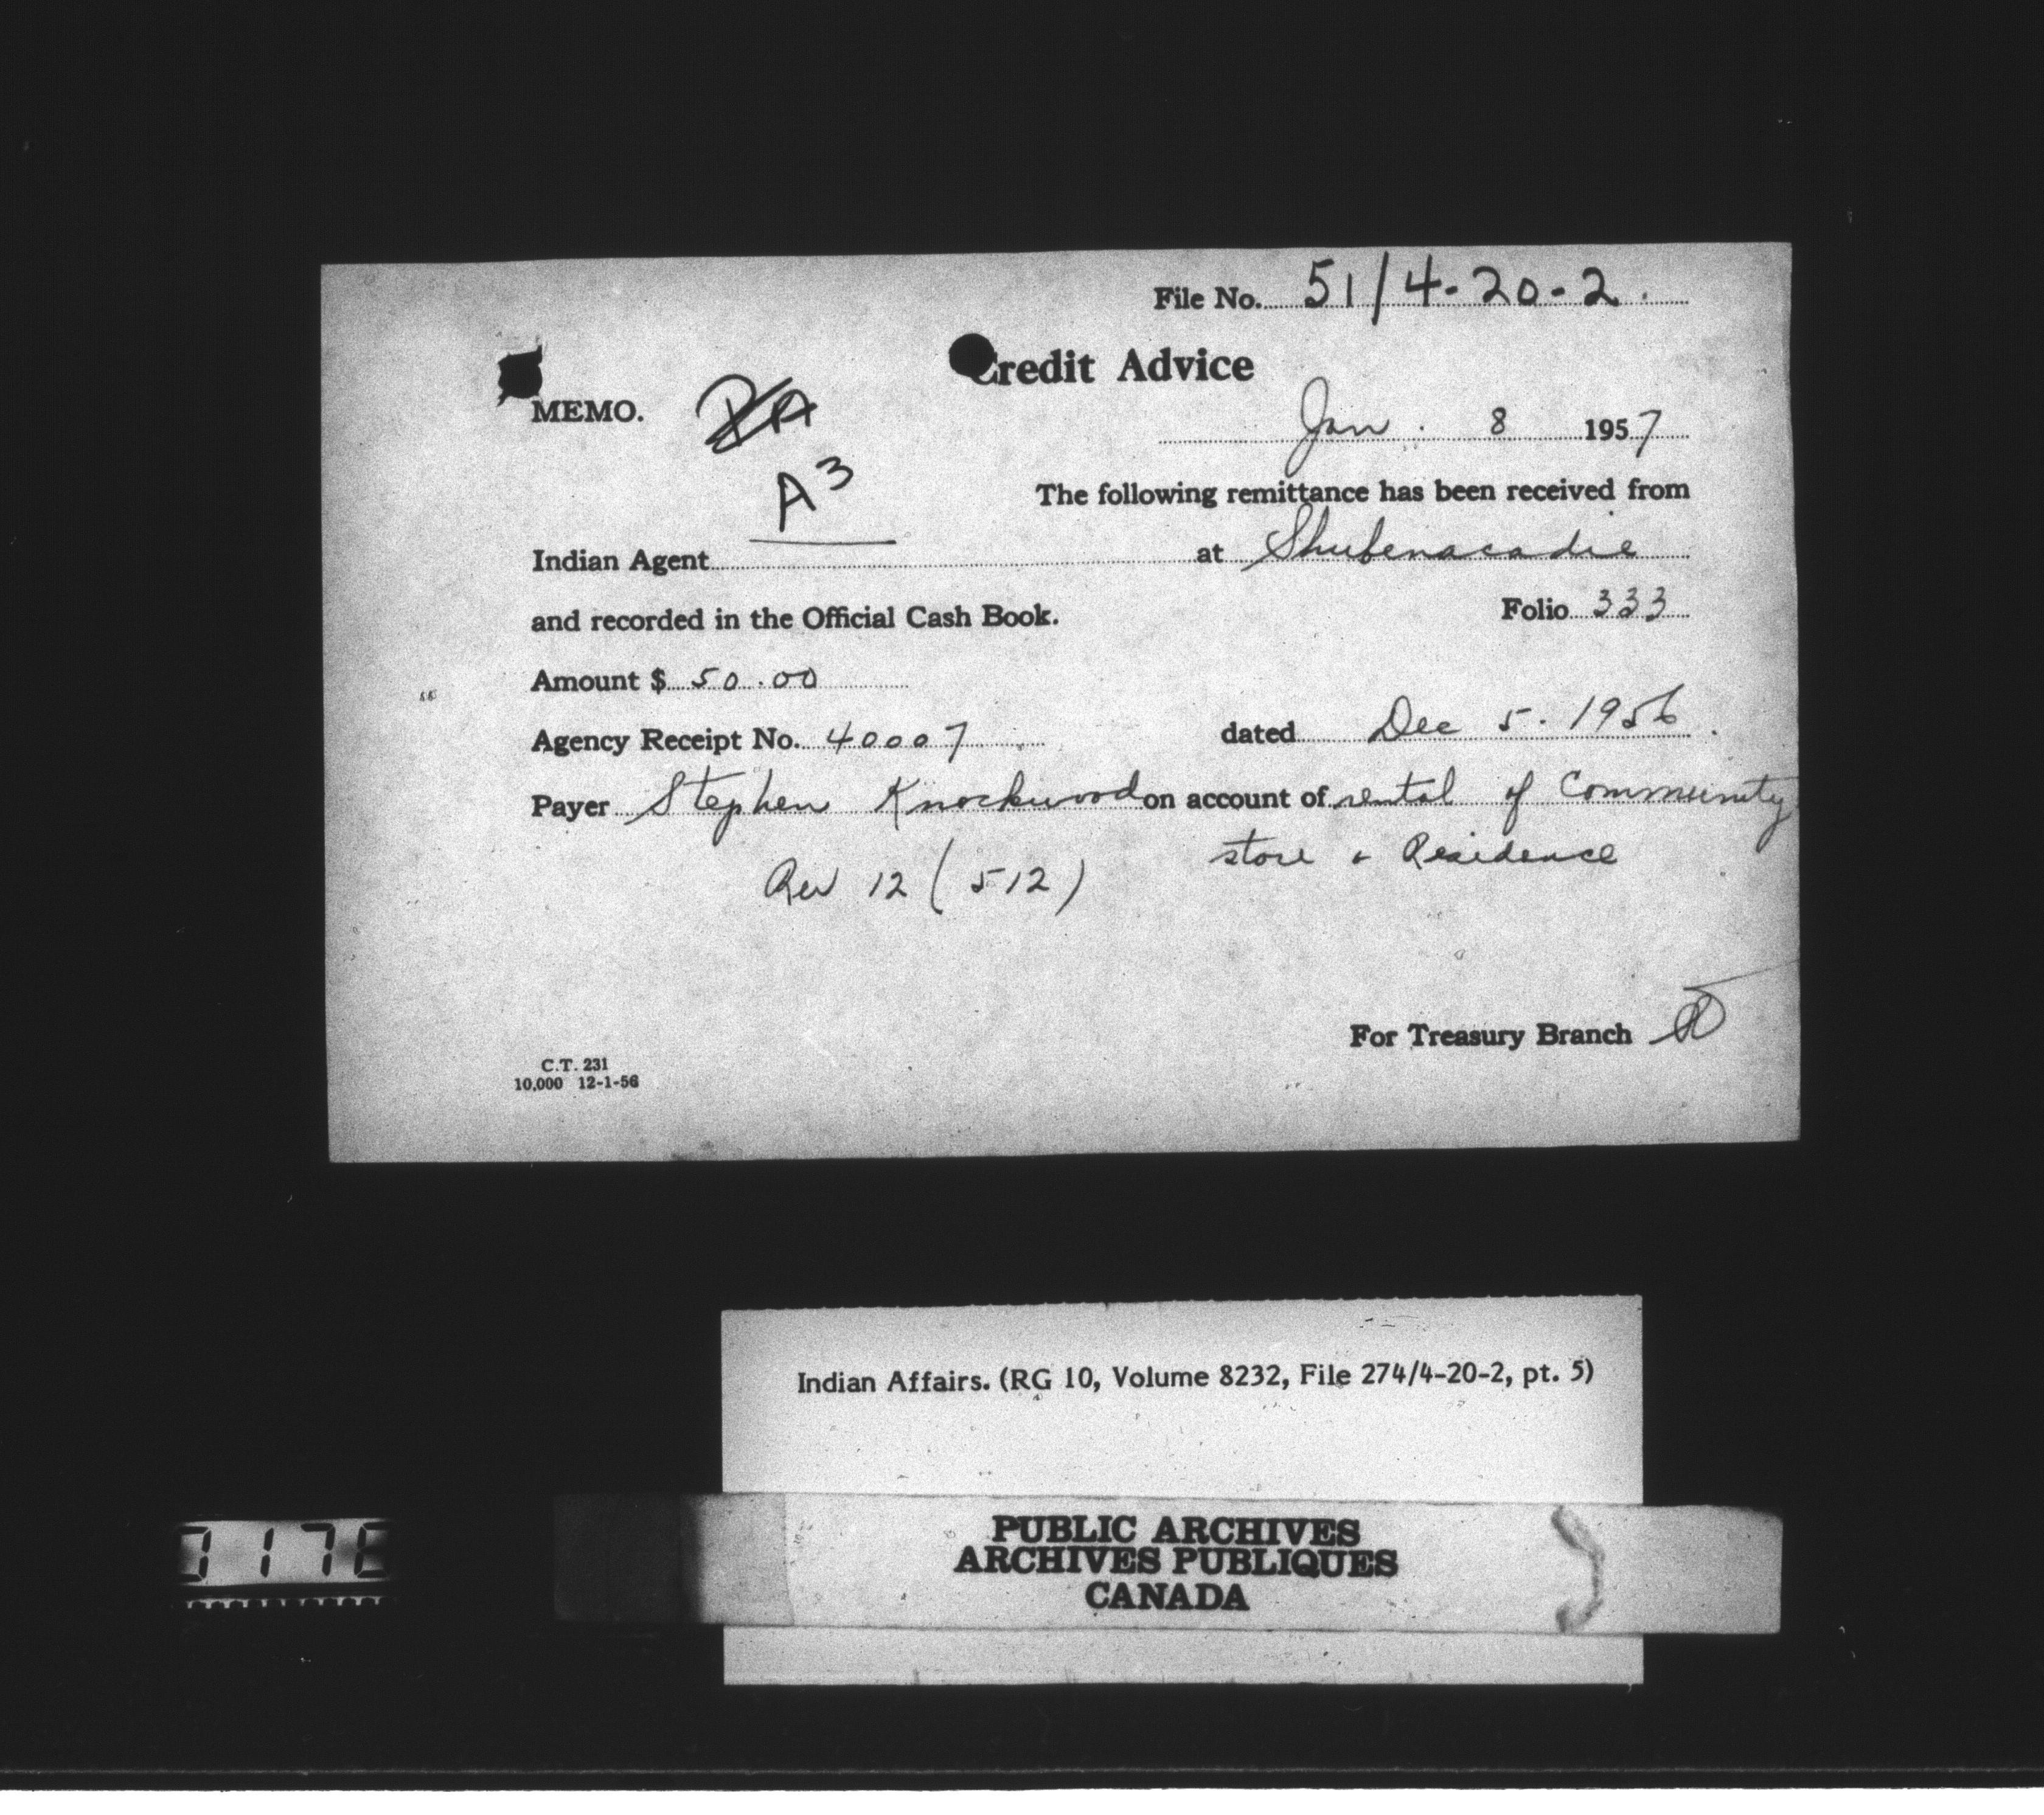 File No. 51/4-20-2.
Credit Advice
MEMO. PA
Jan. 8 1957
A3
The following remittance has been received from
Indian Agent at Shubenacadie
and recorded in the Official Cash Book. Folio 333
Amount $ 50.00
Agency Receipt No. 40007 dated Dec 5. 1956.
Payer Stephen Knockwood on account of rental of Community
store & Residence
Rev 12 (512)
For Treasury Branch
C.T. 231
10,000 12-1-56
Indian Affairs. (RG 10, Volume 8232, File 274/4-20-2, pt. 5)
PUBLIC ARCHIVES
ARCHIVES PUBLIQUES
CANADA